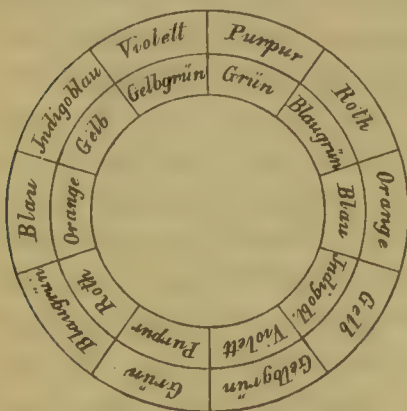 Purpur
Roth
Orange
Gelb
Gelbgrün
Grün
Blaugrün
Blau
Indigoblau
Violett
Grün
Blaugrün
Blau
Indigobl.
Violett
Purpur
Roth
Orange
Gelb
Gelbgrün